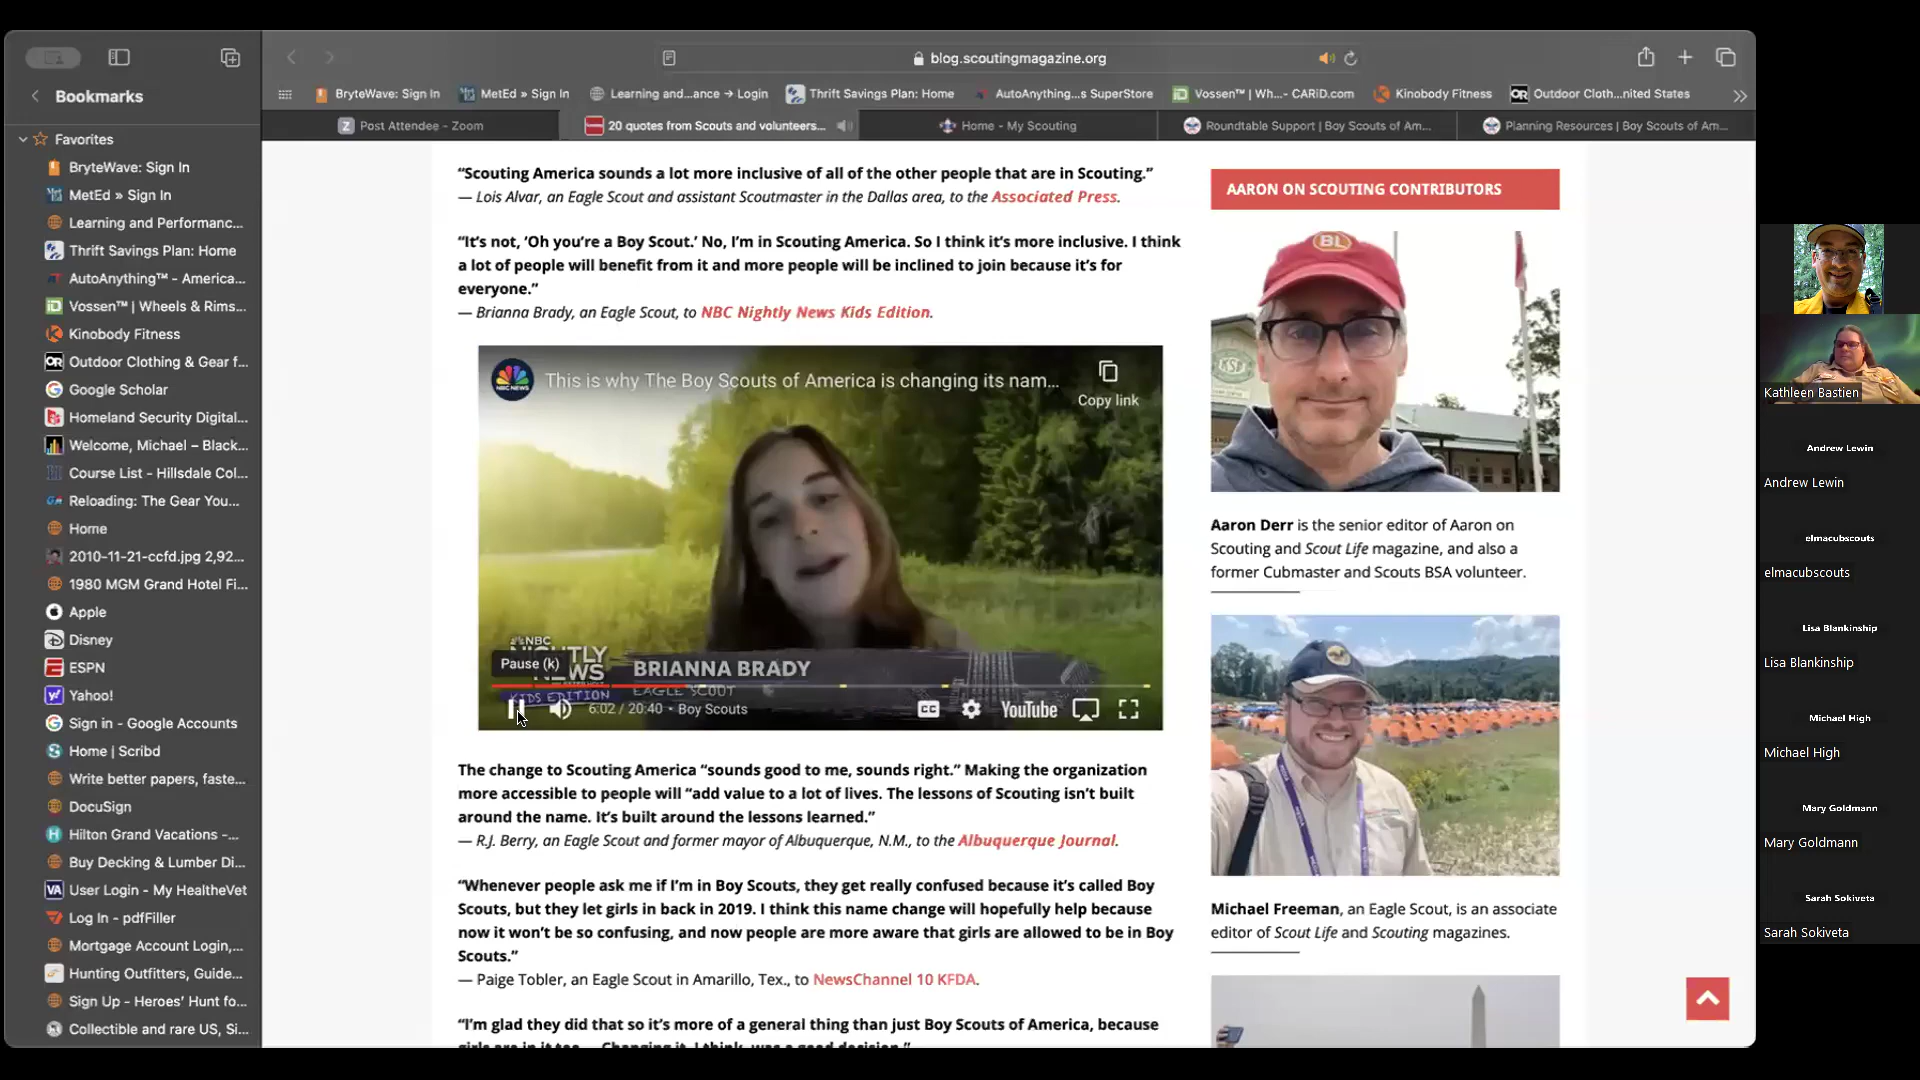 Bookmarks
Favorites
BryteWave: Sign In
MetEd » Sign In
Learning and Performanc...
Thrift Savings Plan: Home
AutoAnything™ - America...
Vossen™ | Wheels & Rims...
Kinobody Fitness
Outdoor Clothing & Gear f...
Google Scholar
Homeland Security Digital...
Welcome, Michael – Black...
Course List - Hillsdale Col...
Reloading: The Gear You...
Home
2010-11-21-ccfd.jpg 2,92...
1980 MGM Grand Hotel Fi...
Apple
Disney
ESPN
Yahoo!
Sign in - Google Accounts
Home | Scribd
Write better papers, faste...
DocuSign
Hilton Grand Vacations -...
Buy Decking & Lumber Di...
User Login - My HealtheVet
Log In - pdfFiller
Mortgage Account Login,...
Hunting Outfitters, Guide...
Sign Up - Heroes' Hunt fo...
Collectible and rare US, Si...
blog.scoutingmagazine.org
BryteWave: Sign In MetEd » Sign In Learning and...ance → Login Thrift Savings Plan: Home AutoAnything...s SuperStore Vossen™ | Wh...- CARiD.com Kinobody Fitness Outdoor Cloth...nited States
Post Attendee - Zoom 20 quotes from Scouts and volunteers... Home - My Scouting Roundtable Support | Boy Scouts of Am... Planning Resources | Boy Scouts of Am...
“Scouting America sounds a lot more inclusive of all of the other people that are in Scouting.”
— Lois Alvar, an Eagle Scout and assistant Scoutmaster in the Dallas area, to the Associated Press.
“It’s not, ‘Oh you’re a Boy Scout.’ No, I’m in Scouting America. So I think it’s more inclusive. I think
a lot of people will benefit from it and more people will be inclined to join because it’s for
everyone.”
— Brianna Brady, an Eagle Scout, to NBC Nightly News Kids Edition.
NBC NEWS
This is why The Boy Scouts of America is changing its nam...
Copy link
NBC
NIGHTLY
NEWS
KIDS EDITION
Pause (k)
BRIANNA BRADY
EAGLE SCOUT
6:02 / 20:40 • Boy Scouts
CC
YouTube
The change to Scouting America “sounds good to me, sounds right.” Making the organization
more accessible to people will “add value to a lot of lives. The lessons of Scouting isn’t built
around the name. It’s built around the lessons learned.”
— R.J. Berry, an Eagle Scout and former mayor of Albuquerque, N.M., to the Albuquerque Journal.
“Whenever people ask me if I’m in Boy Scouts, they get really confused because it’s called Boy
Scouts, but they let girls in back in 2019. I think this name change will hopefully help because
now it won’t be so confusing, and now people are more aware that girls are allowed to be in Boy
Scouts.”
— Paige Tobler, an Eagle Scout in Amarillo, Tex., to NewsChannel 10 KFDA.
“I’m glad they did that so it’s more of a general thing than just Boy Scouts of America, because
AARON ON SCOUTING CONTRIBUTORS
BL
Aaron Derr is the senior editor of Aaron on
Scouting and Scout Life magazine, and also a
former Cubmaster and Scouts BSA volunteer.
Michael Freeman, an Eagle Scout, is an associate
editor of Scout Life and Scouting magazines.
Kathleen Bastien
Andrew Lewin
Andrew Lewin
elmacubscouts
elmacubscouts
Lisa Blankinship
Lisa Blankinship
Michael High
Michael High
Mary Goldmann
Mary Goldmann
Sarah Sokiveta
Sarah Sokiveta